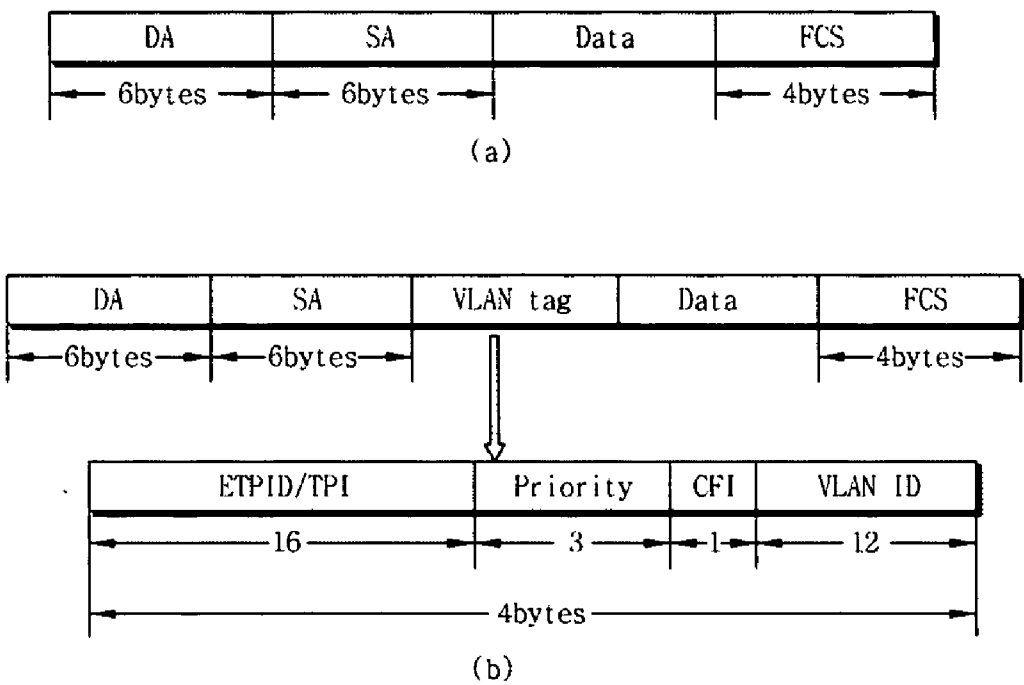 DA SA Data FCS
6bytes 6bytes 4bytes
(a)
DA SA VLAN tag Data FCS
6bytes 6bytes 4bytes
ETPID/TPI Priority CFI VLAN ID
16 3 1 12
4bytes
(b)